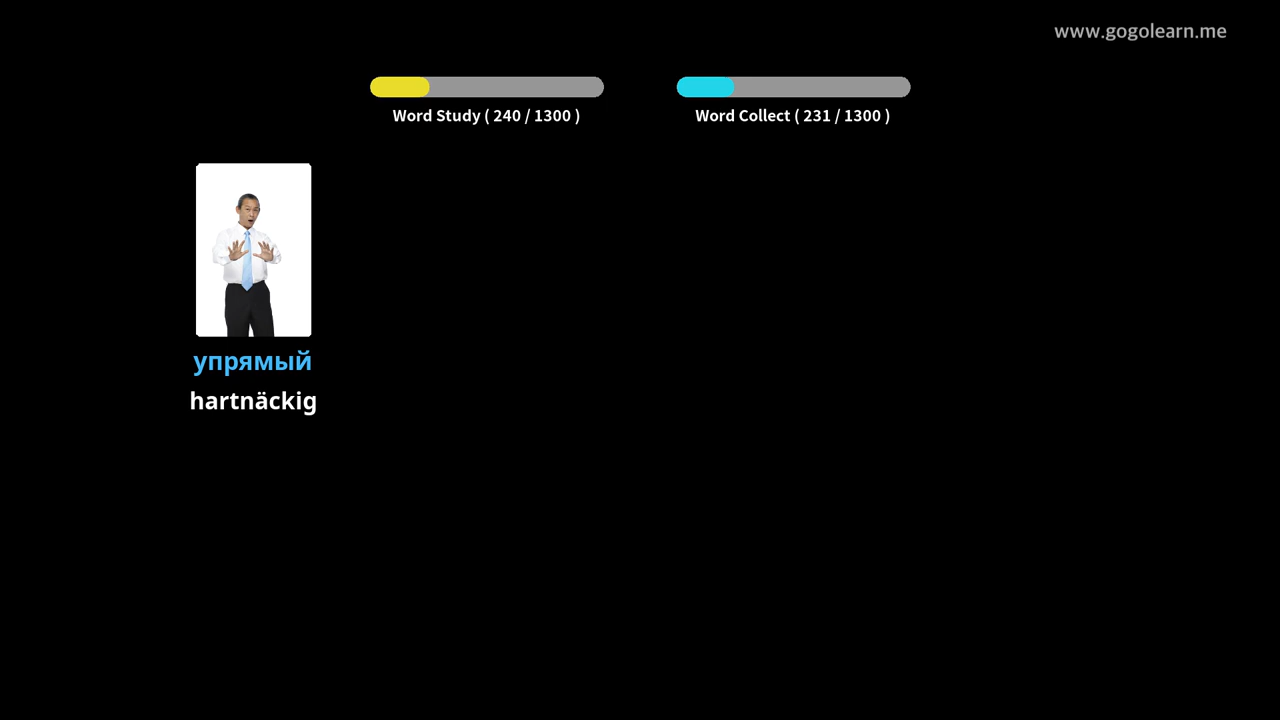 www.gogolearn.me
Word Study ( 240 / 1300 )
Word Collect ( 231 / 1300 )
упрямый
hartnäckig